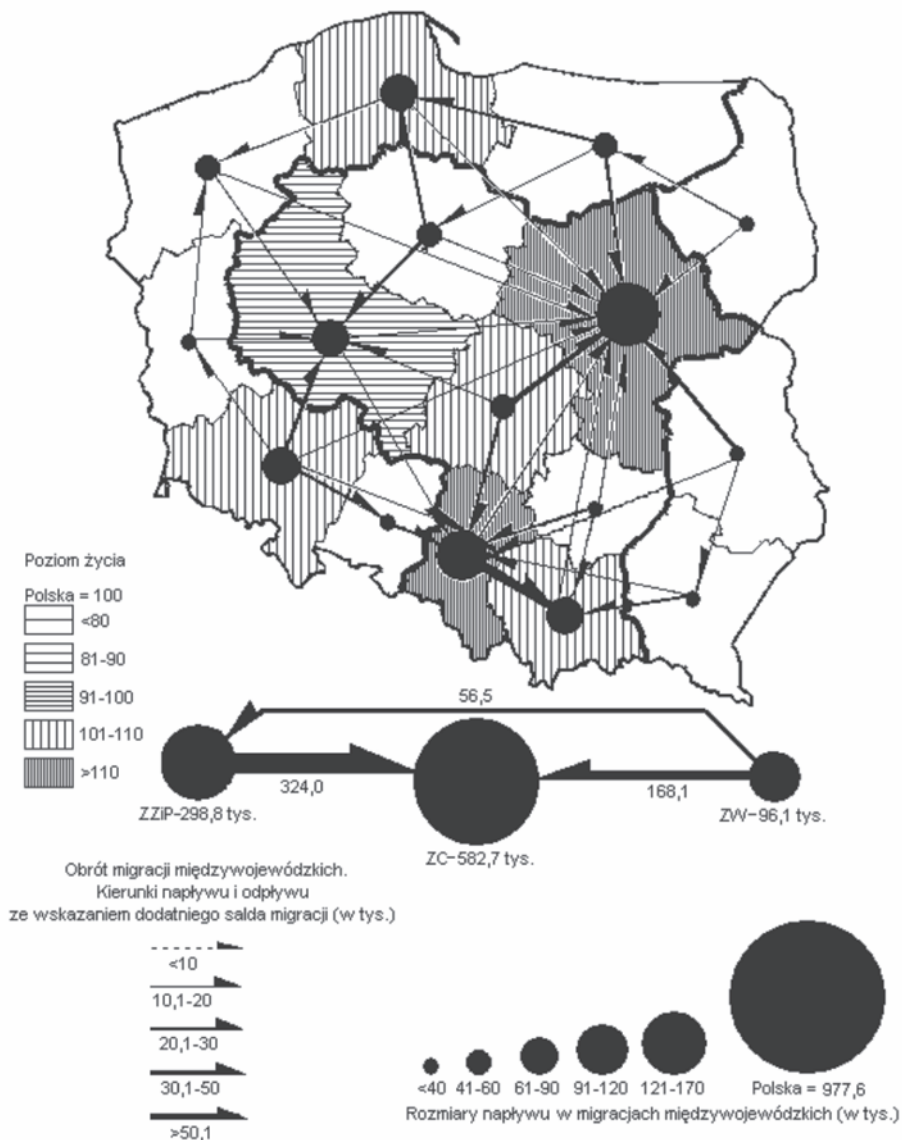 Poziom życia
Polska = 100
<80
81-90
91-100
101-110
>110
56,5
324,0
168,1
ZZiP-298,8 tys.
ZW-96,1 tys.
ZC-582,7 tys.
Obrót migracji międzywojewódzkich.
Kierunki napływu i odpływu
ze wskazaniem dodatniego salda migracji (w tys.)
<10
10,1-20
20,1-30
30,1-50
>50,1
<40 41-60 61-90 91-120 121-170 Polska = 977,6
Rozmiary napływu w migracjach międzywojewódzkich (w tys.)